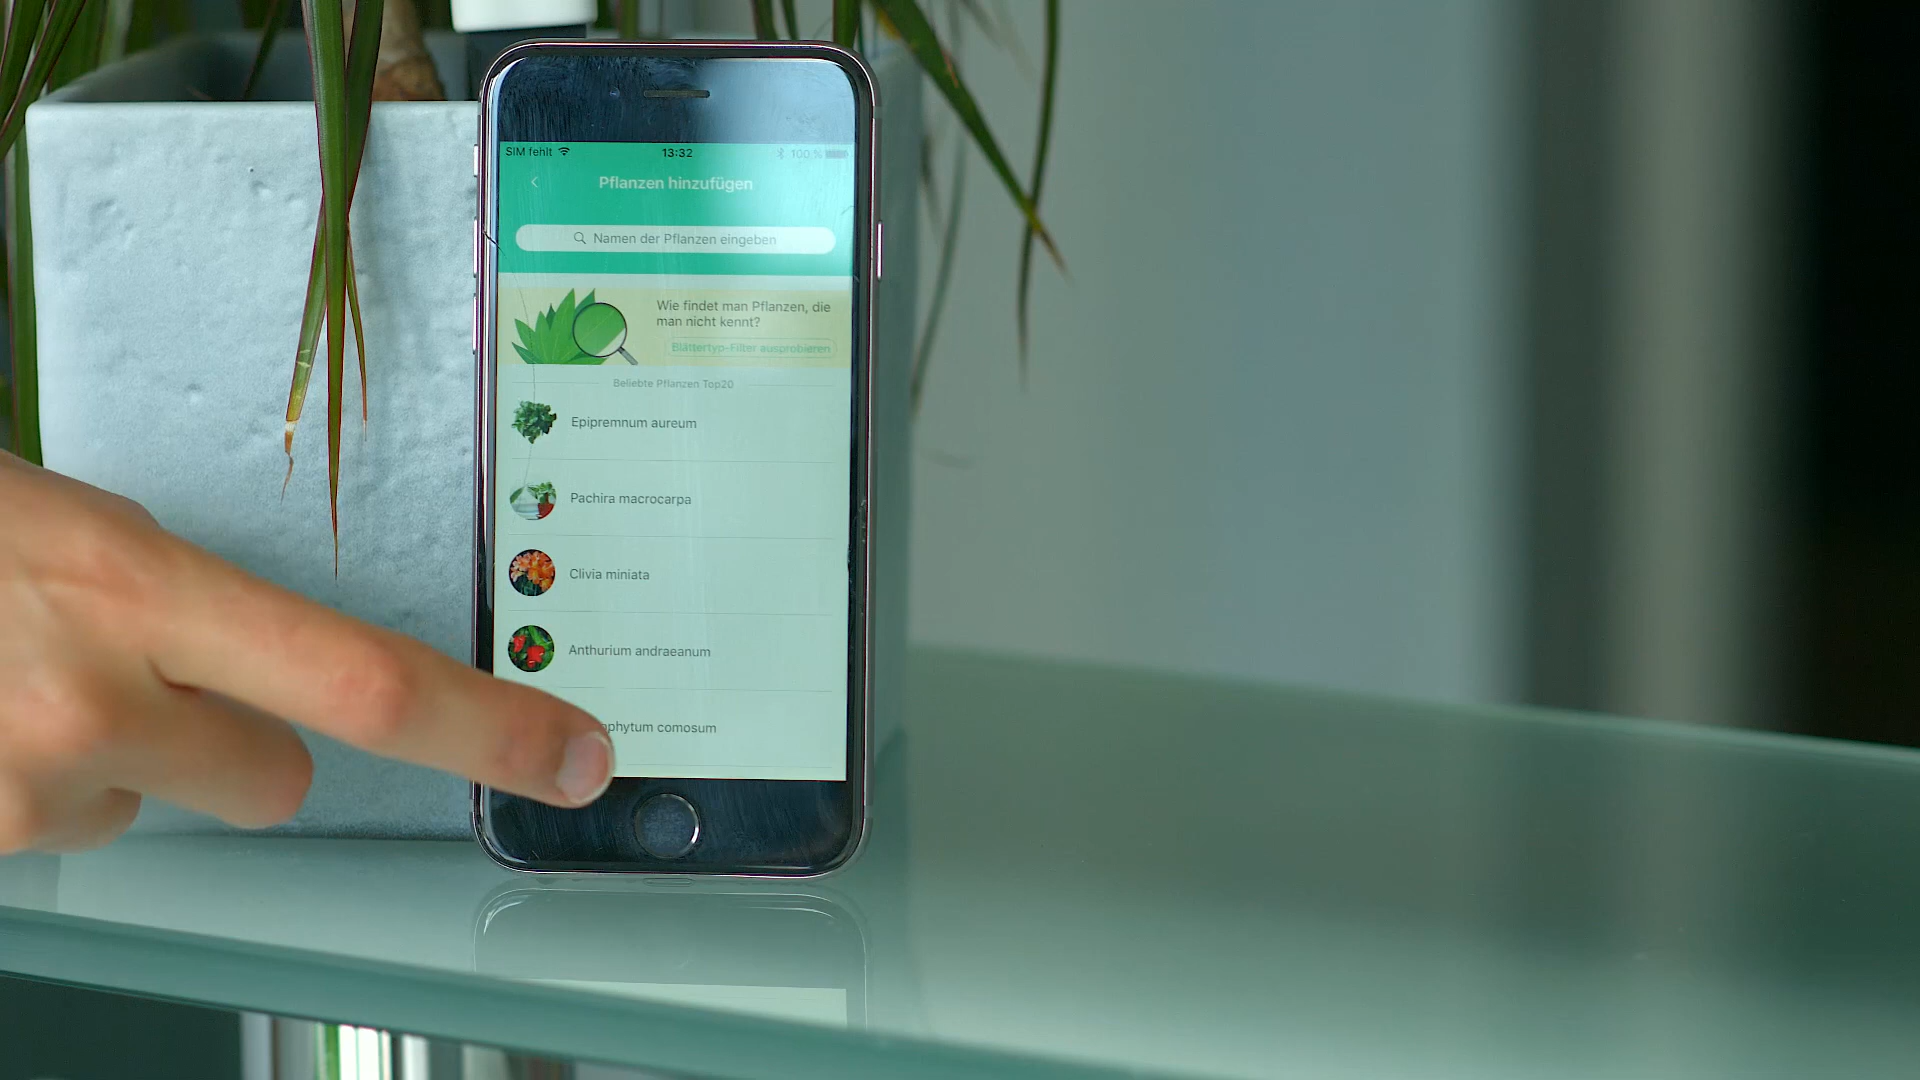 SIM fehlt 13:32 100 %
Pflanzen hinzufügen
Namen der Pflanzen eingeben
Wie findet man Pflanzen, die
man nicht kennt?
Blättertyp-Filter ausprobieren
Beliebte Pflanzen Top20
Epipremnum aureum
Pachira macrocarpa
Clivia miniata
Anthurium andraeanum
comosum